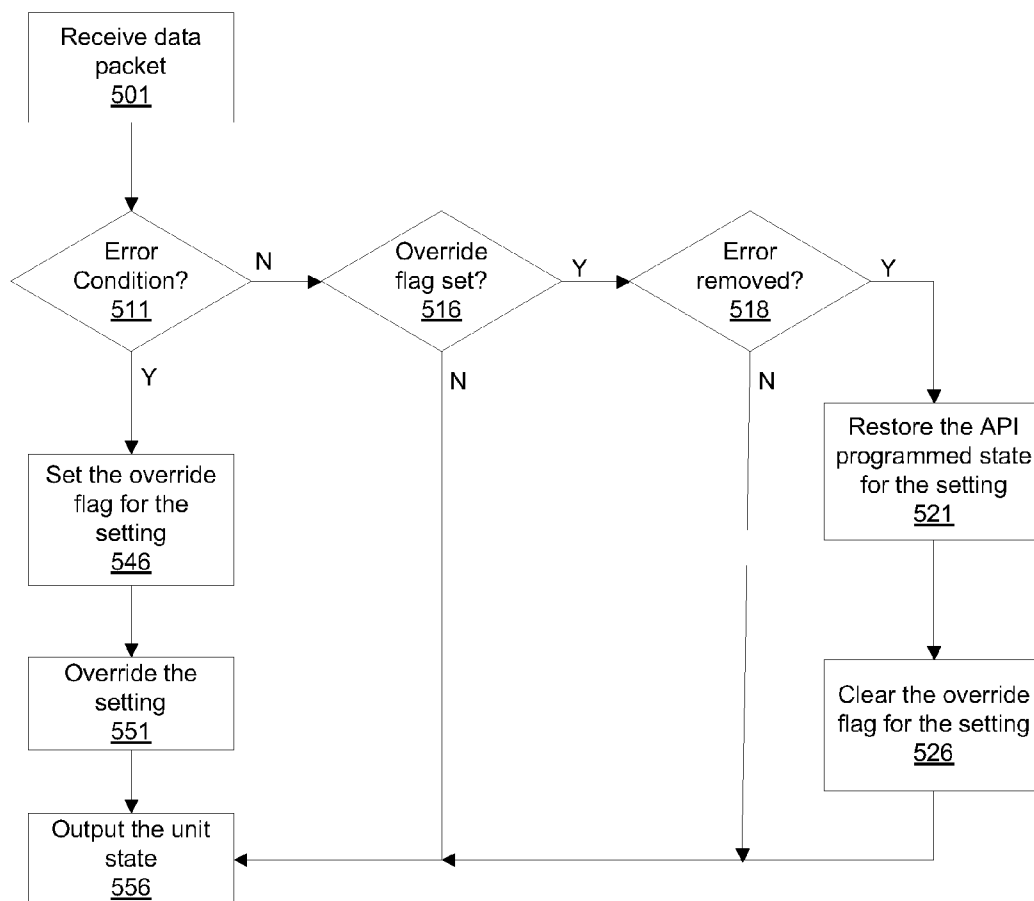 Receive data
packet
501
Error
Condition?
511
N
Override
flag set?
516
Y
Error
removed?
518
Y
Y
N
N
Set the override
flag for the
setting
546
Restore the API
programmed state
for the setting
521
Override the
setting
551
Clear the override
flag for the setting
526
Output the unit
state
556